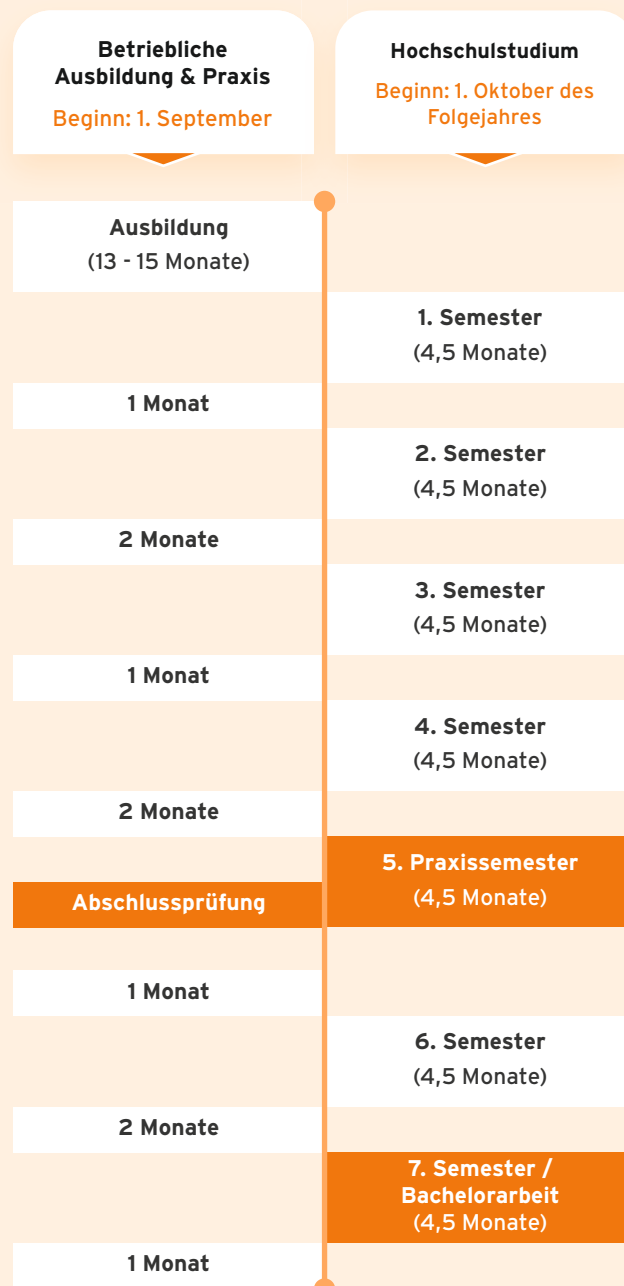 Betriebliche
Ausbildung & Praxis
Beginn: 1. September
Hochschulstudium
Beginn: 1. Oktober des
Folgejahres
Ausbildung
(13 - 15 Monate)
1. Semester
(4,5 Monate)
1 Monat
2. Semester
(4,5 Monate)
2 Monate
3. Semester
(4,5 Monate)
1 Monat
4. Semester
(4,5 Monate)
2 Monate
5. Praxissemester
(4,5 Monate)
Abschlussprüfung
1 Monat
6. Semester
(4,5 Monate)
2 Monate
7. Semester /
Bachelorarbeit
(4,5 Monate)
1 Monat